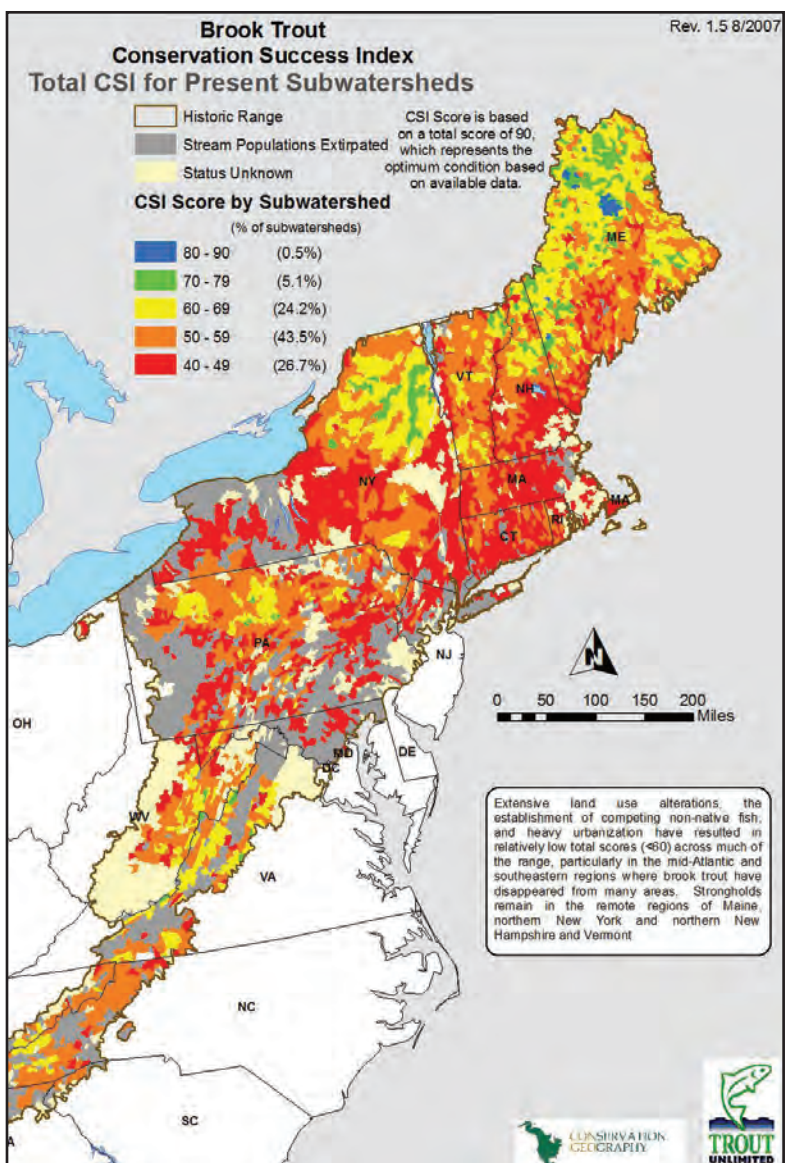 Brook Trout
Conservation Success Index
Total CSI for Present Subwatersheds
Rev. 1.5 8/2007
Historic Range
Stream Populations Extirpated
Status Unknown
CSI Score is based
on a total score of 90,
which represents the
optimum condition based
on available data.
CSI Score by Subwatershed
(% of subwatersheds)
80 - 90 (0.5%)
70 - 79 (5.1%)
60 - 69 (24.2%)
50 - 59 (43.5%)
40 - 49 (26.7%)
ME
VT
NH
NY
MA
MA
CT
RI
PA
NJ
OH
MD
DE
DC
WV
VA
NC
SC
A
N
0 50 100 150 200
Miles
Extensive land use alterations, the
establishment of competing non-native fish,
and heavy urbanization have resulted in
relatively low total scores (<60) across much of
the range, particularly in the mid-Atlantic and
southeastern regions where brook trout have
disappeared from many areas. Strongholds
remain in the remote regions of Maine,
northern New York and northern New
Hampshire and Vermont
CONSERVATION
GEOGRAPHY
TROUT
UNLIMITED